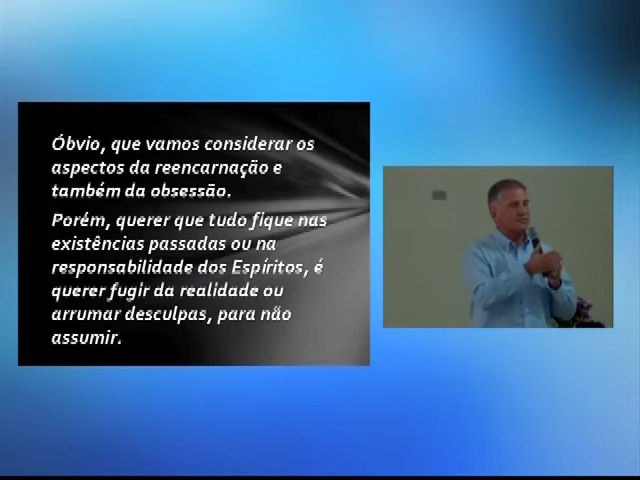 Óbvio, que vamos considerar os
aspectos da reencarnação e
também da obsessão.
Porém, querer que tudo fique nas
existências passadas ou na
responsabilidade dos Espíritos, é
querer fugir da realidade ou
arrumar desculpas, para não
assumir.